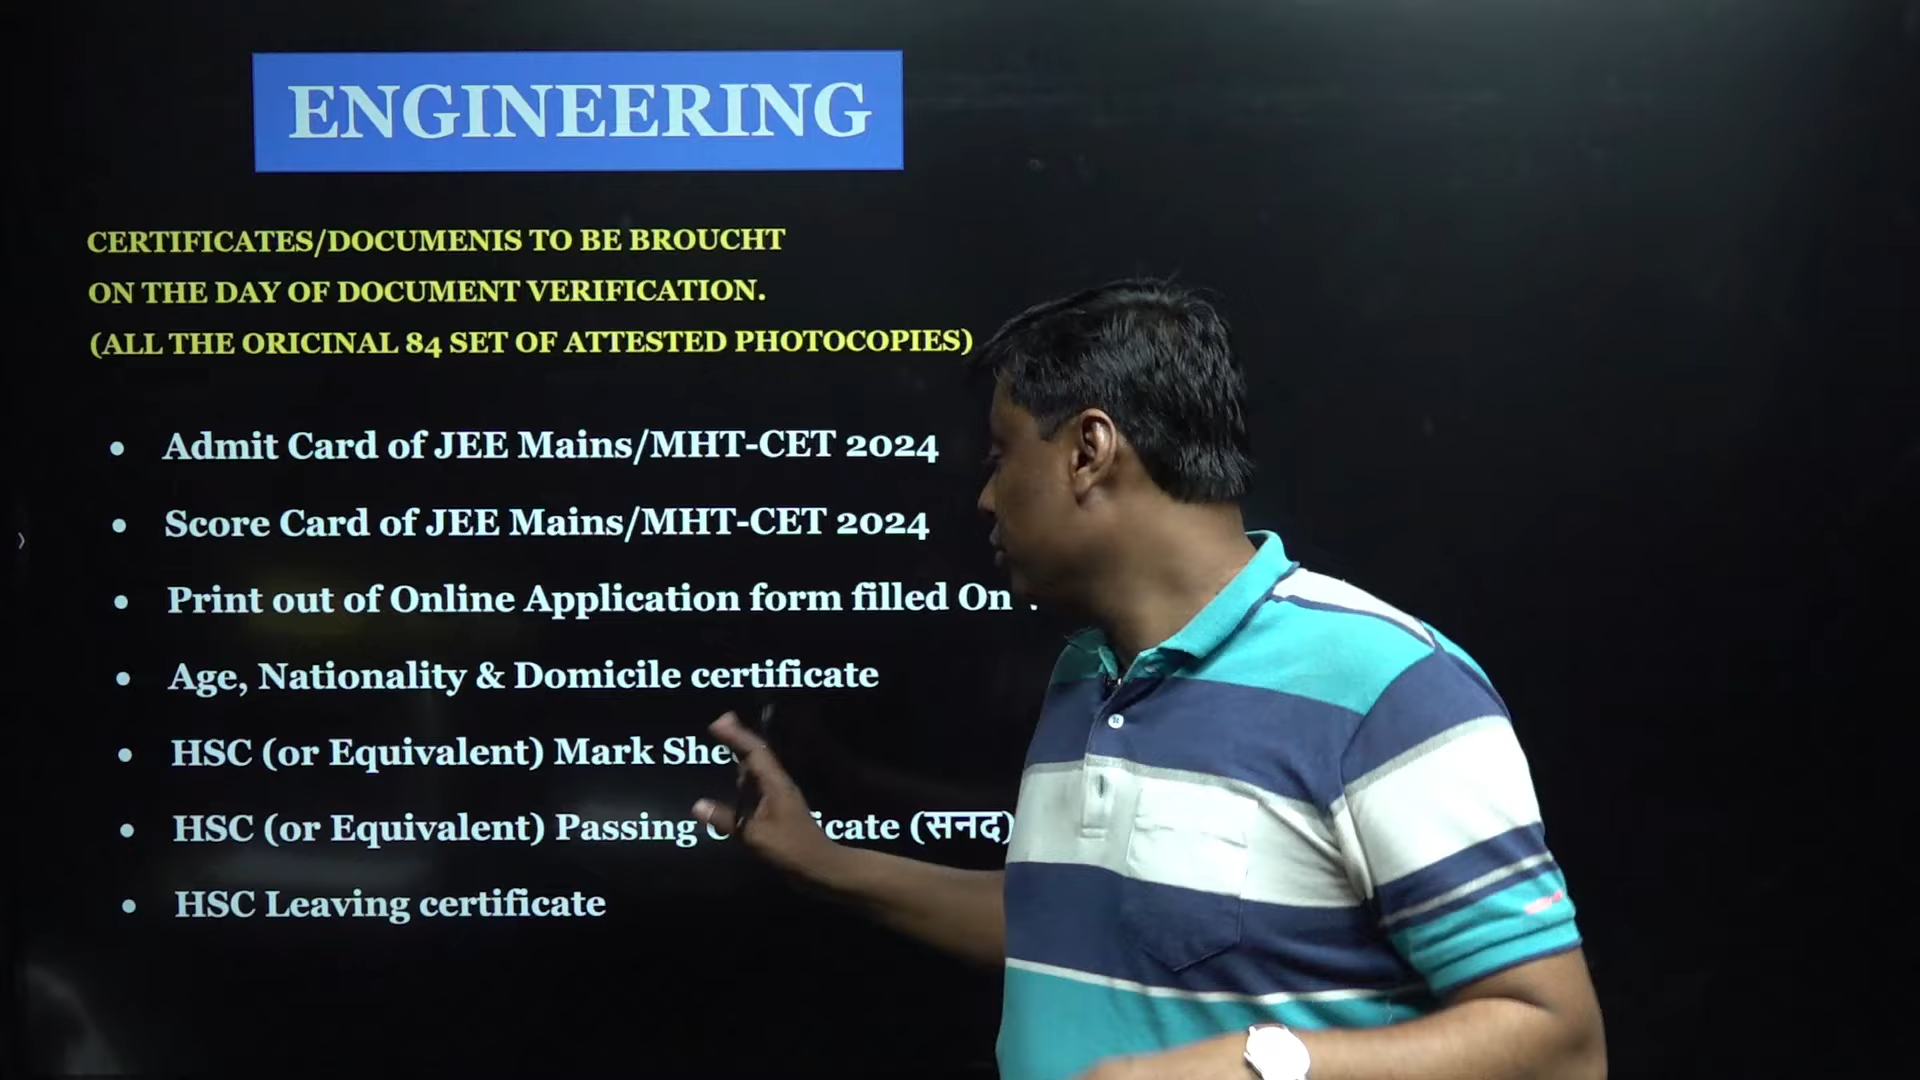 ENGINEERING
CERTIFICATES/DOCUMENIS TO BE BROUCHT
ON THE DAY OF DOCUMENT VERIFICATION.
(ALL THE ORICINAL 84 SET OF ATTESTED PHOTOCOPIES)
• Admit Card of JEE Mains/MHT-CET 2024
• Score Card of JEE Mains/MHT-CET 2024
• Print out of Online Application form filled On
• Age, Nationality & Domicile certificate
• HSC (or Equivalent) Mark
• HSC (or Equivalent) Passing (सनद)
• HSC Leaving certificate